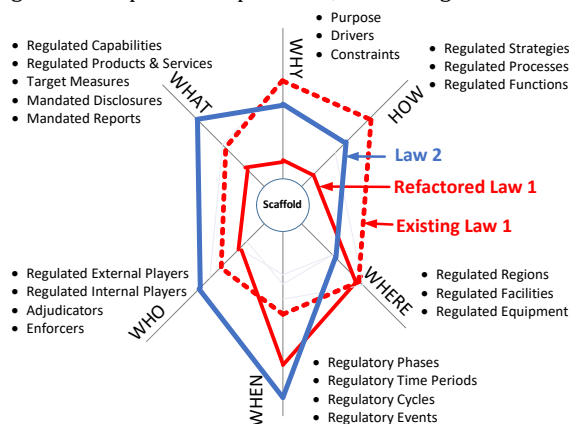 • Purpose
• Drivers
• Constraints
• Regulated Capabilities
• Regulated Products & Services
• Target Measures
• Mandated Disclosures
• Mandated Reports
WHAT
WHY
HOW
• Regulated Strategies
• Regulated Processes
• Regulated Functions
Law 2
Refactored Law 1
Existing Law 1
Scaffold
• Regulated External Players
• Regulated Internal Players
• Adjudicators
• Enforcers
WHO
WHEN
WHERE
• Regulated Regions
• Regulated Facilities
• Regulated Equipment
• Regulatory Phases
• Regulatory Time Periods
• Regulatory Cycles
• Regulatory Events